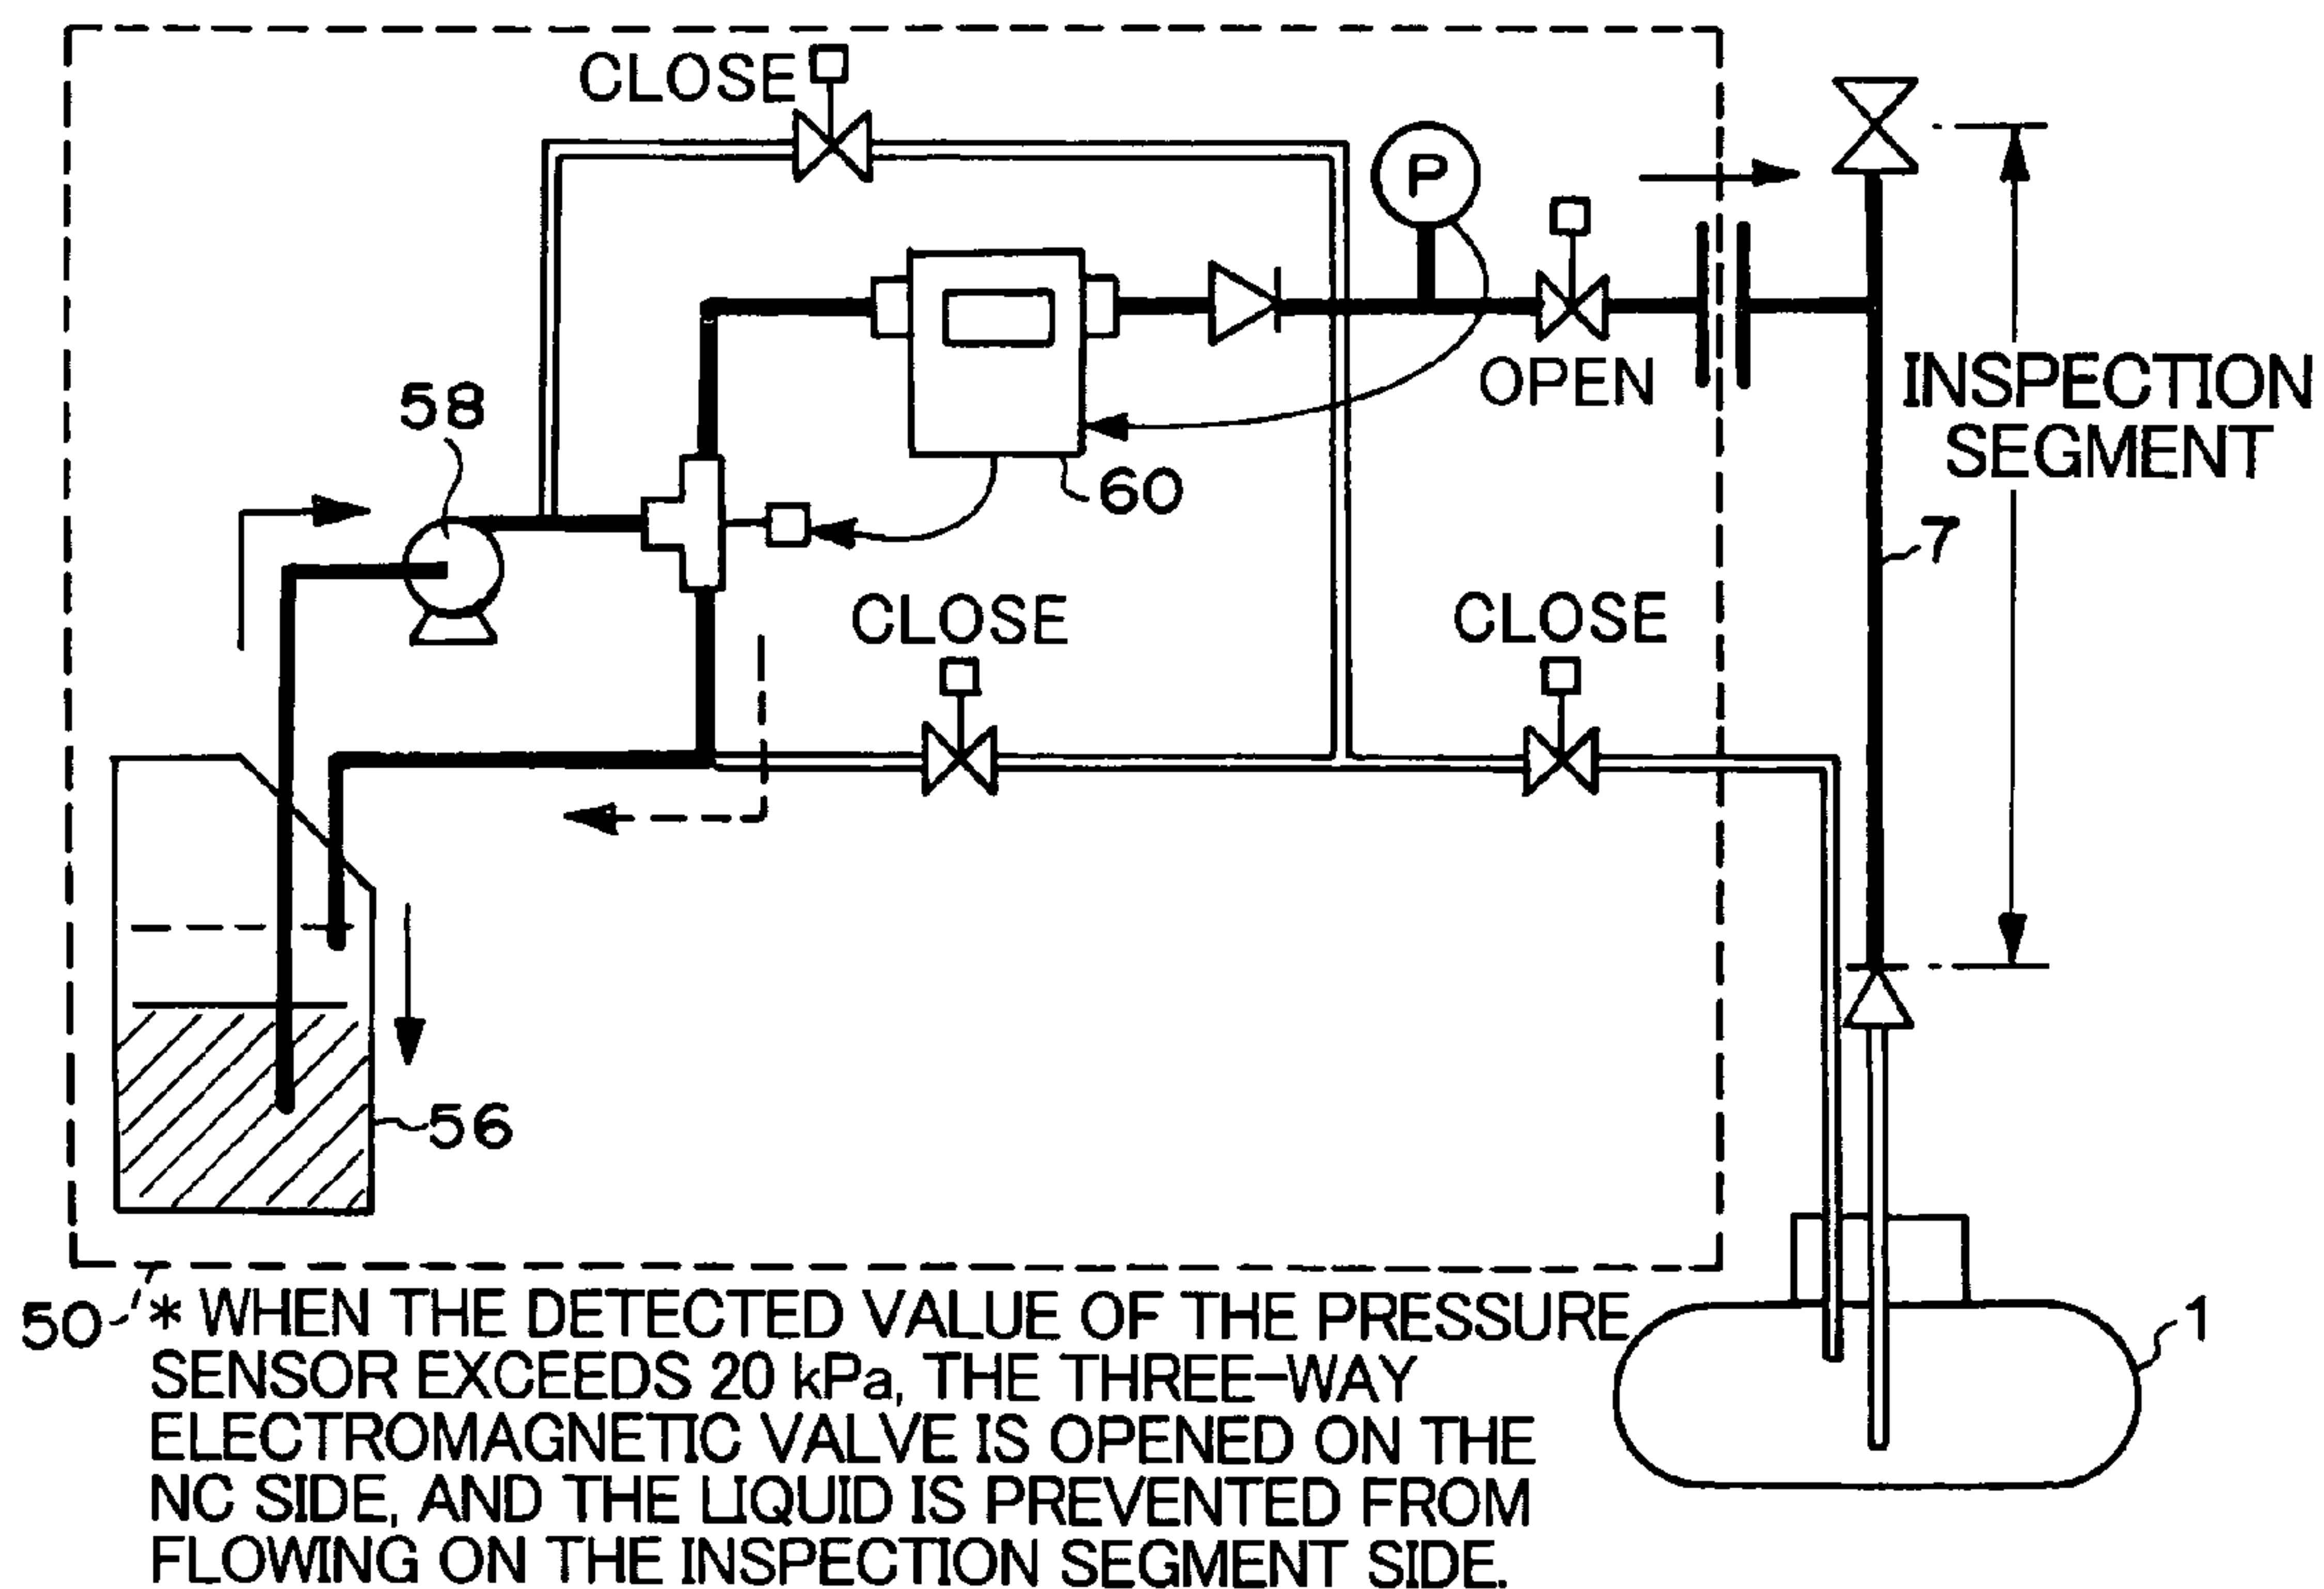 CLOSE
P
OPEN
INSPECTION
SEGMENT
58
60
7
CLOSE
CLOSE
56
50
1
* WHEN THE DETECTED VALUE OF THE PRESSURE
SENSOR EXCEEDS 20 kPa, THE THREE-WAY
ELECTROMAGNETIC VALVE IS OPENED ON THE
NC SIDE, AND THE LIQUID IS PREVENTED FROM
FLOWING ON THE INSPECTION SEGMENT SIDE.